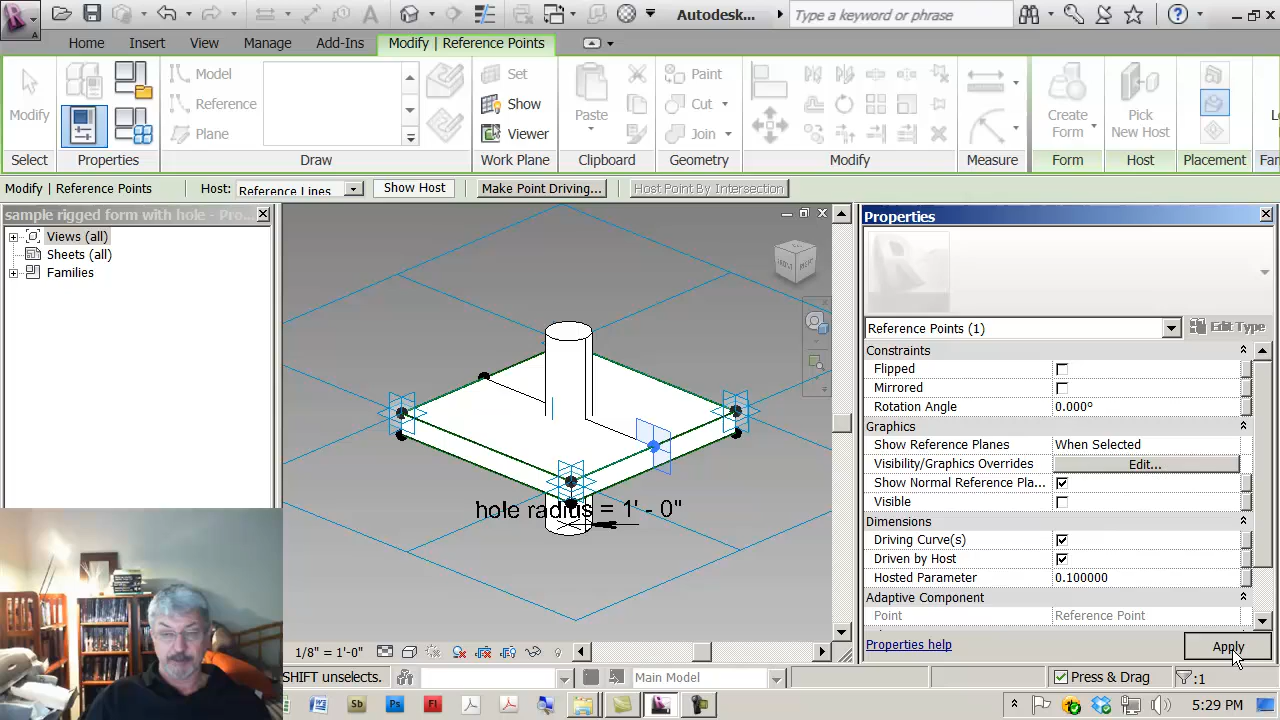 Autodesk...
Type a keyword or phrase
Home
Insert
View
Manage
Add-Ins
Modify | Reference Points
Modify
Model
Reference
Plane
Set
Show
Viewer
Paste
Paint
Cut
Join
Create
Form
Pick
New Host
Select
Properties
Draw
Work Plane
Clipboard
Geometry
Modify
Measure
Form
Host
Placement
Modify | Reference Points
Host:
Reference Lines
Show Host
Make Point Driving...
Host Point By Intersection
sample rigged form with hole - Pro...
Views (all)
Sheets (all)
Families
FRONT
RIGHT
hole radius = 1' - 0"
Properties
Reference Points (1)
Edit Type
Constraints
Flipped
Mirrored
Rotation Angle 0.000°
Graphics
Show Reference Planes When Selected
Visibility/Graphics Overrides Edit...
Show Normal Reference Pla...
Visible
Dimensions
Driving Curve(s)
Driven by Host
Hosted Parameter 0.100000
Adaptive Component
Point Reference Point
Properties help
Apply
1/8" = 1'-0"
SHIFT unselects.
Main Model
Press & Drag
:1
Sb
Ps
Fl
5:29 PM